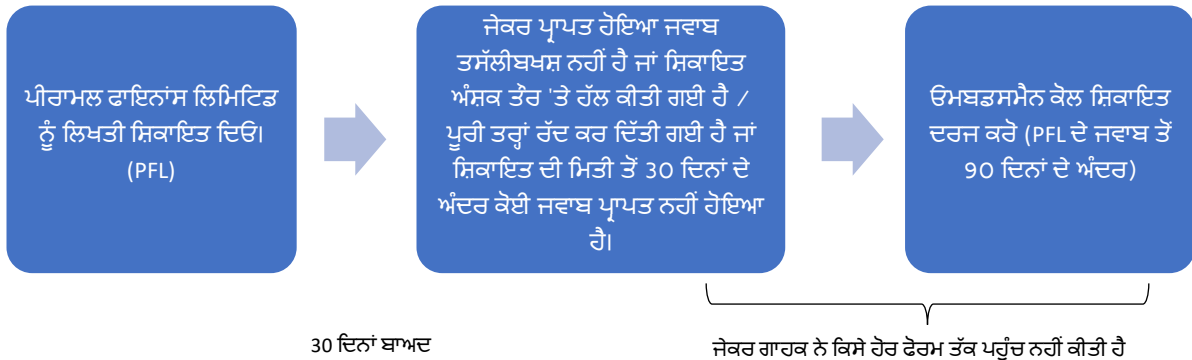 ਪੀਰਾਮਲ ਫਾਇਨਾਂਸ ਲਿਮਿਟਿਡ
ਨੂੰ ਲਿਖਤੀ ਸ਼ਿਕਾਇਤ ਦਿਓ।
(PFL)
ਜੇਕਰ ਪ੍ਰਾਪਤ ਹੋਇਆ ਜਵਾਬ
ਤਸੱਲੀਬਖਸ਼ ਨਹੀਂ ਹੈ ਜਾਂ ਸ਼ਿਕਾਇਤ
ਅੰਸ਼ਕ ਤੌਰ 'ਤੇ ਹੱਲ ਕੀਤੀ ਗਈ ਹੈ /
ਪੂਰੀ ਤਰ੍ਹਾਂ ਰੱਦ ਕਰ ਦਿੱਤੀ ਗਈ ਹੈ ਜਾਂ
ਸ਼ਿਕਾਇਤ ਦੀ ਮਿਤੀ ਤੋਂ 30 ਦਿਨਾਂ ਦੇ
ਅੰਦਰ ਕੋਈ ਜਵਾਬ ਪ੍ਰਾਪਤ ਨਹੀਂ ਹੋਇਆ
ਹੈ।
ਓਮਬਡਸਮੈਨ ਕੋਲ ਸ਼ਿਕਾਇਤ
ਦਰਜ ਕਰੋ (PFL ਦੇ ਜਵਾਬ ਤੋਂ
90 ਦਿਨਾਂ ਦੇ ਅੰਦਰ)
30 ਦਿਨਾਂ ਬਾਅਦ
ਜੇਕਰ ਗਾਹਕ ਨੇ ਕਿਸੇ ਹੋਰ ਫੋਰਮ ਤੱਕ ਪਹੁੰਚ ਨਹੀਂ ਕੀਤੀ ਹੈ